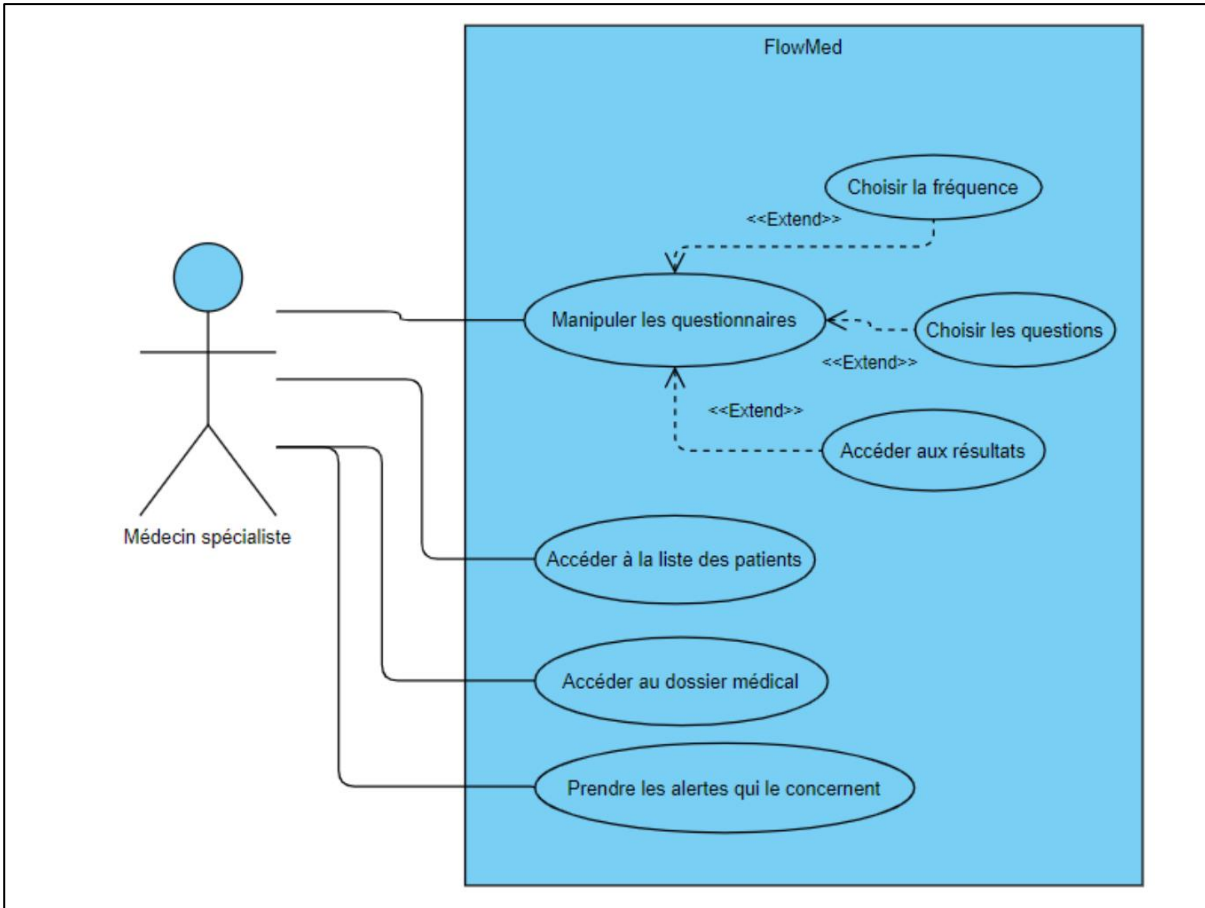 FlowMed
Choisir la fréquence
<<Extend>>
Manipuler les questionnaires
Choisir les questions
<<Extend>>
<<Extend>>
Accéder aux résultats
Médecin spécialiste
Accéder à la liste des patients
Accéder au dossier médical
Prendre les alertes qui le concernent